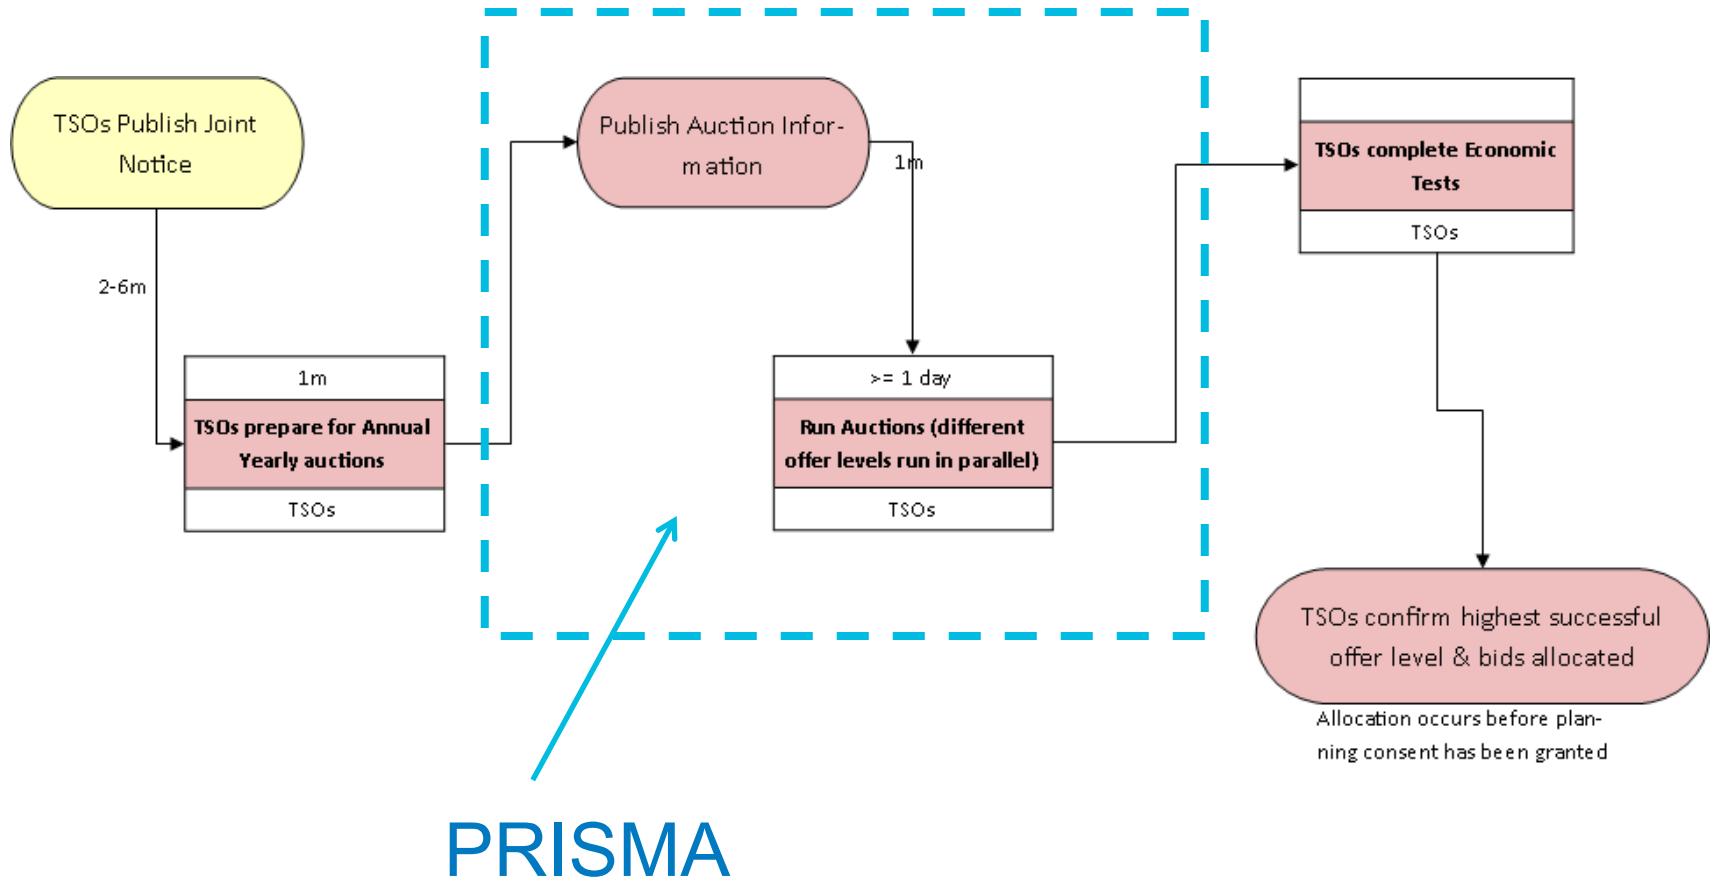 TSOs Publish Joint
Notice
2-6m
1m
TSOs prepare for Annual
Yearly auctions
TSOs
Publish Auction Infor-
mation
1m
>= 1 day
Run Auctions (different
offer levels run in parallel)
TSOs
TSOs complete Economic
Tests
TSOs
TSOs confirm highest successful
offer level & bids allocated
Allocation occurs before plan-
ning consent has been granted
PRISMA